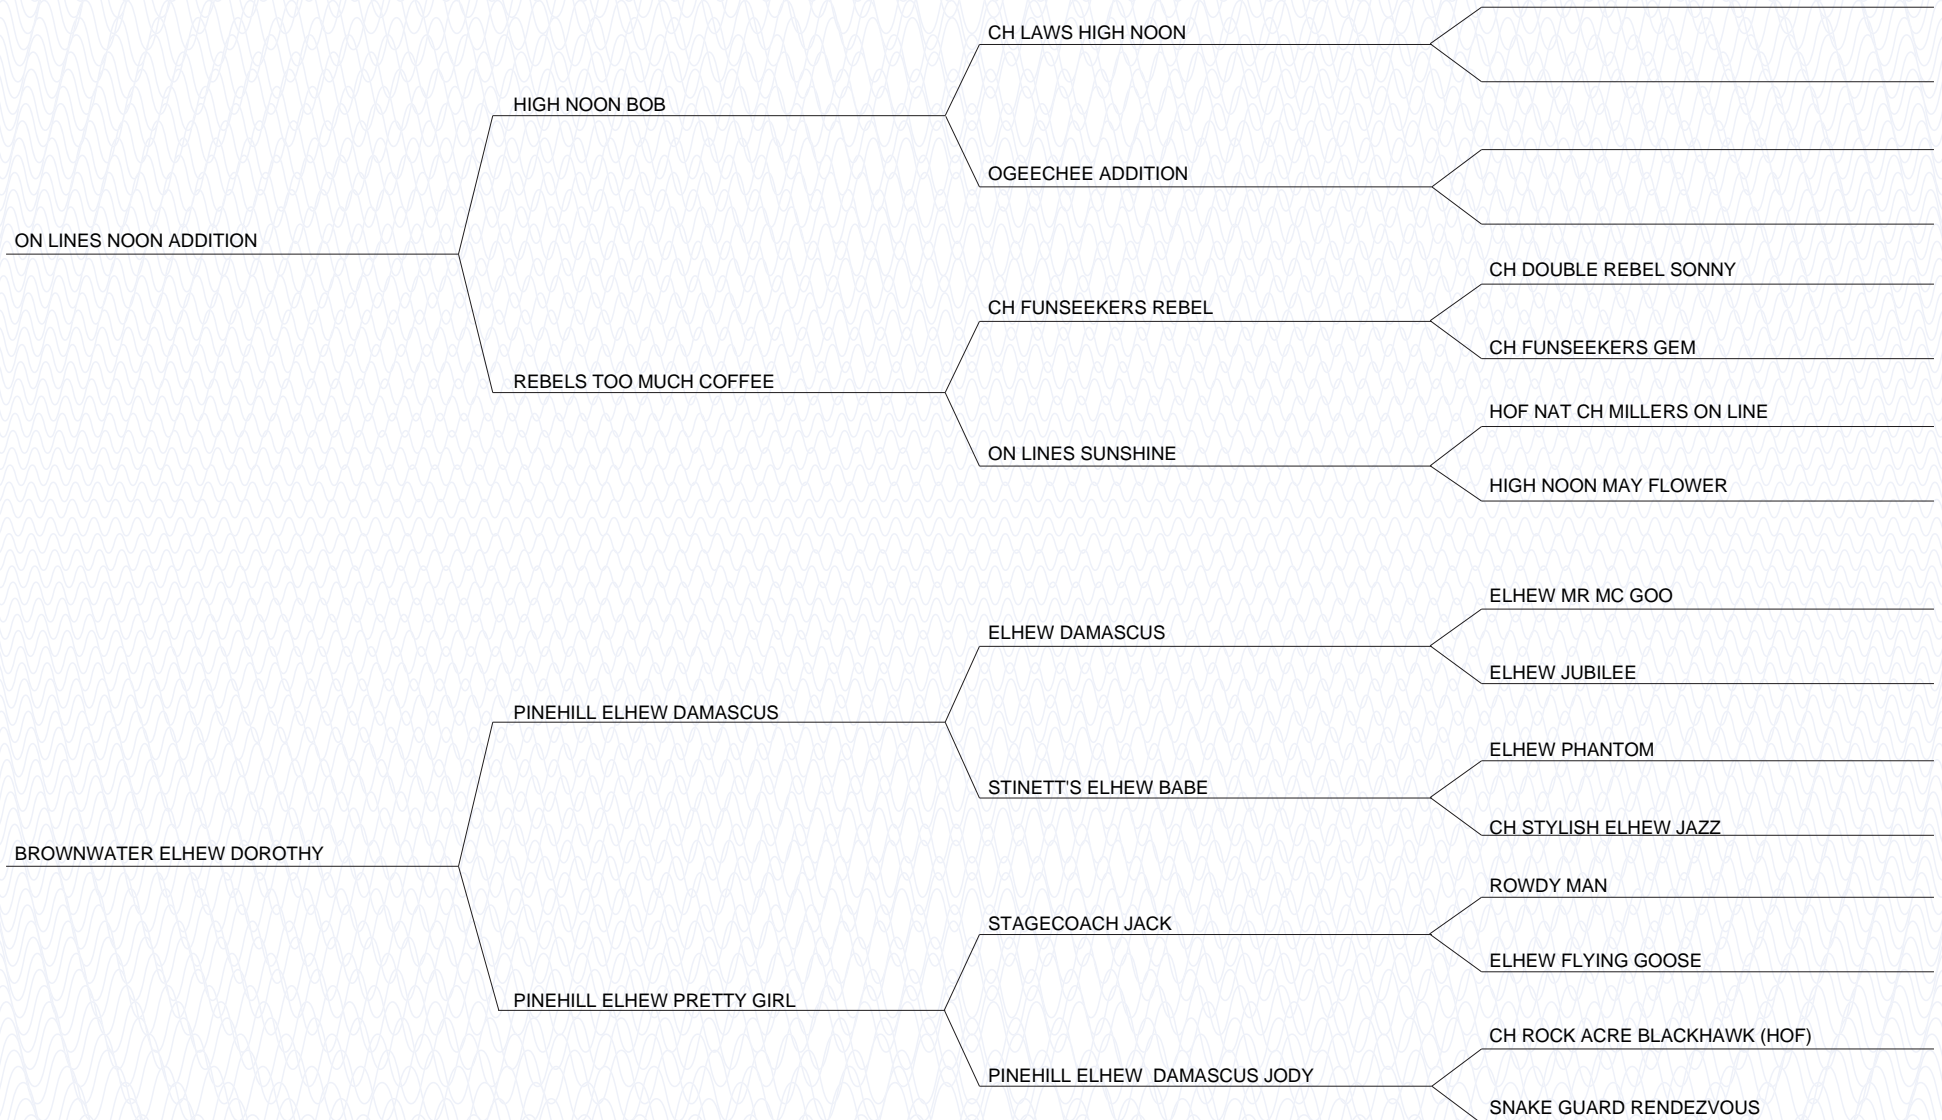 CH LAWS HIGH NOON
HIGH NOON BOB
OGEECHEE ADDITION
ON LINES NOON ADDITION
CH DOUBLE REBEL SONNY
CH FUNSEEKERS REBEL
CH FUNSEEKERS GEM
REBELS TOO MUCH COFFEE
HOF NAT CH MILLERS ON LINE
ON LINES SUNSHINE
HIGH NOON MAY FLOWER
ELHEW MR MC GOO
ELHEW DAMASCUS
ELHEW JUBILEE
PINEHILL ELHEW DAMASCUS
ELHEW PHANTOM
STINETT'S ELHEW BABE
CH STYLISH ELHEW JAZZ
BROWNWATER ELHEW DOROTHY
ROWDY MAN
STAGECOACH JACK
ELHEW FLYING GOOSE
PINEHILL ELHEW PRETTY GIRL
CH ROCK ACRE BLACKHAWK (HOF)
PINEHILL ELHEW  DAMASCUS JODY
SNAKE GUARD RENDEZVOUS